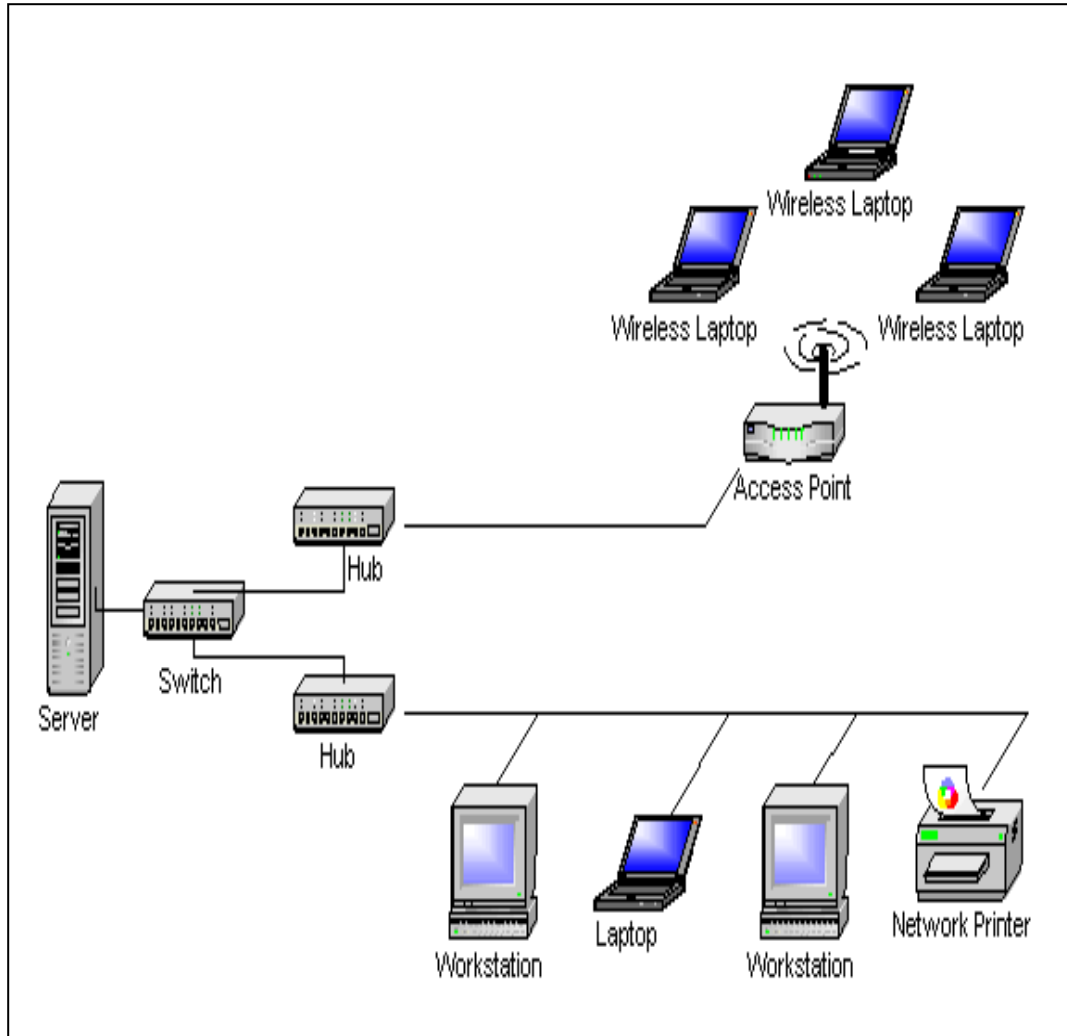 Wireless Laptop
Wireless Laptop
Wireless Laptop
Access Point
Hub
Switch
Server
Hub
Workstation
Laptop
Workstation
Network Printer